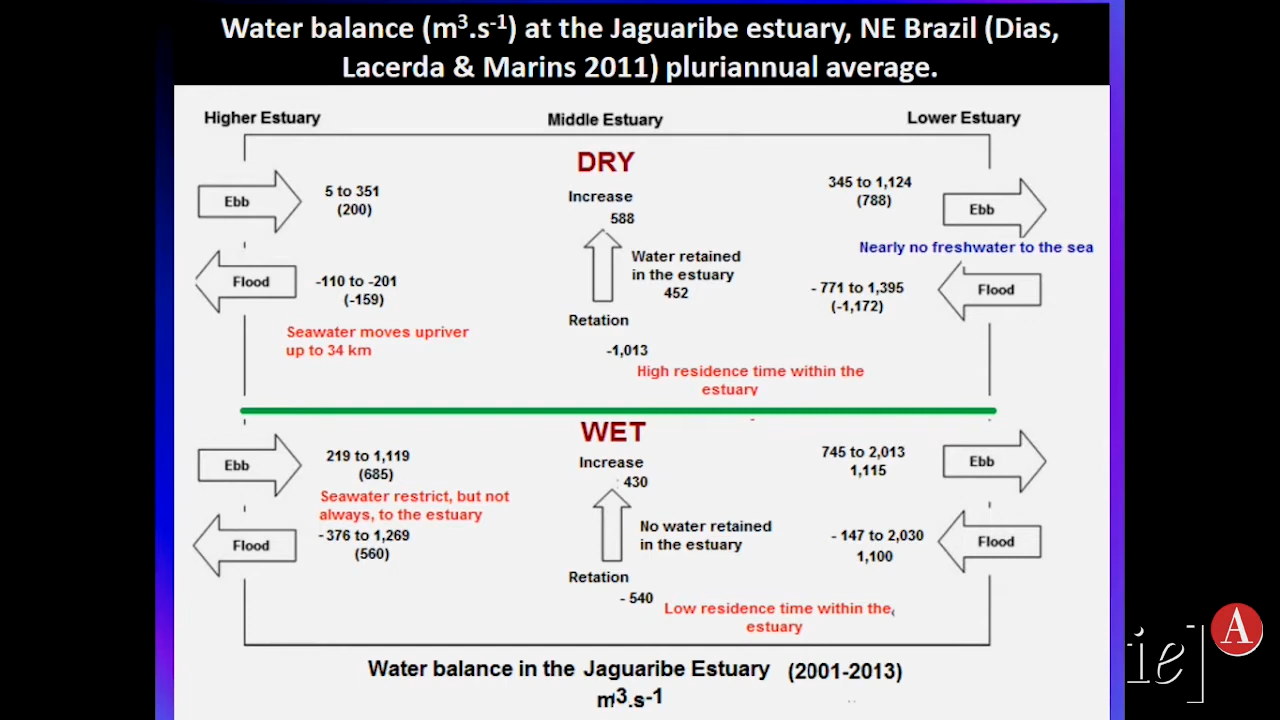 Water balance (m³.s⁻¹) at the Jaguaribe estuary, NE Brazil (Dias,
Lacerda & Marins 2011) pluriannual average.
Higher Estuary
Middle Estuary
Lower Estuary
DRY
Ebb
5 to 351
(200)
Increase
588
345 to 1,124
(788)
Ebb
Nearly no freshwater to the sea
Flood
-110 to -201
(-159)
Water retained
in the estuary
452
- 771 to 1,395
(-1,172)
Flood
Seawater moves upriver
up to 34 km
Retation
-1,013
High residence time within the
estuary
WET
Ebb
219 to 1,119
(685)
Increase
430
745 to 2,013
1,115
Ebb
Seawater restrict, but not
always, to the estuary
Flood
-376 to 1,269
(560)
No water retained
in the estuary
- 147 to 2,030
1,100
Flood
Retation
- 540
Low residence time within the
estuary
Water balance in the Jaguaribe Estuary (2001-2013)
m³.s⁻¹
ie]
A